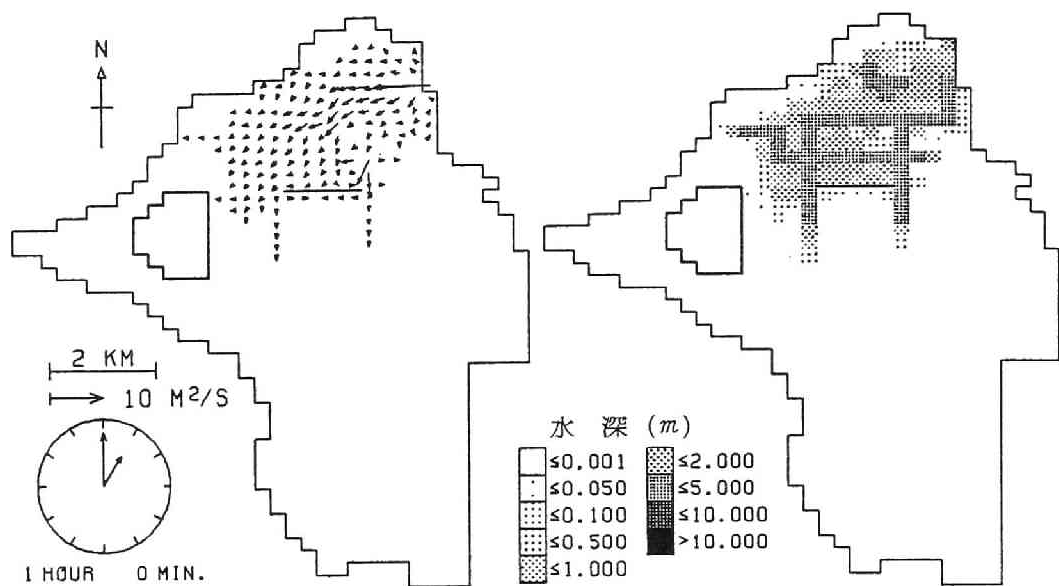 N
2 KM
10 M²/S
1 HOUR 0 MIN.
水 深 (m)
≤0.001
≤0.050
≤0.100
≤0.500
≤1.000
≤2.000
≤5.000
≤10.000
>10.000